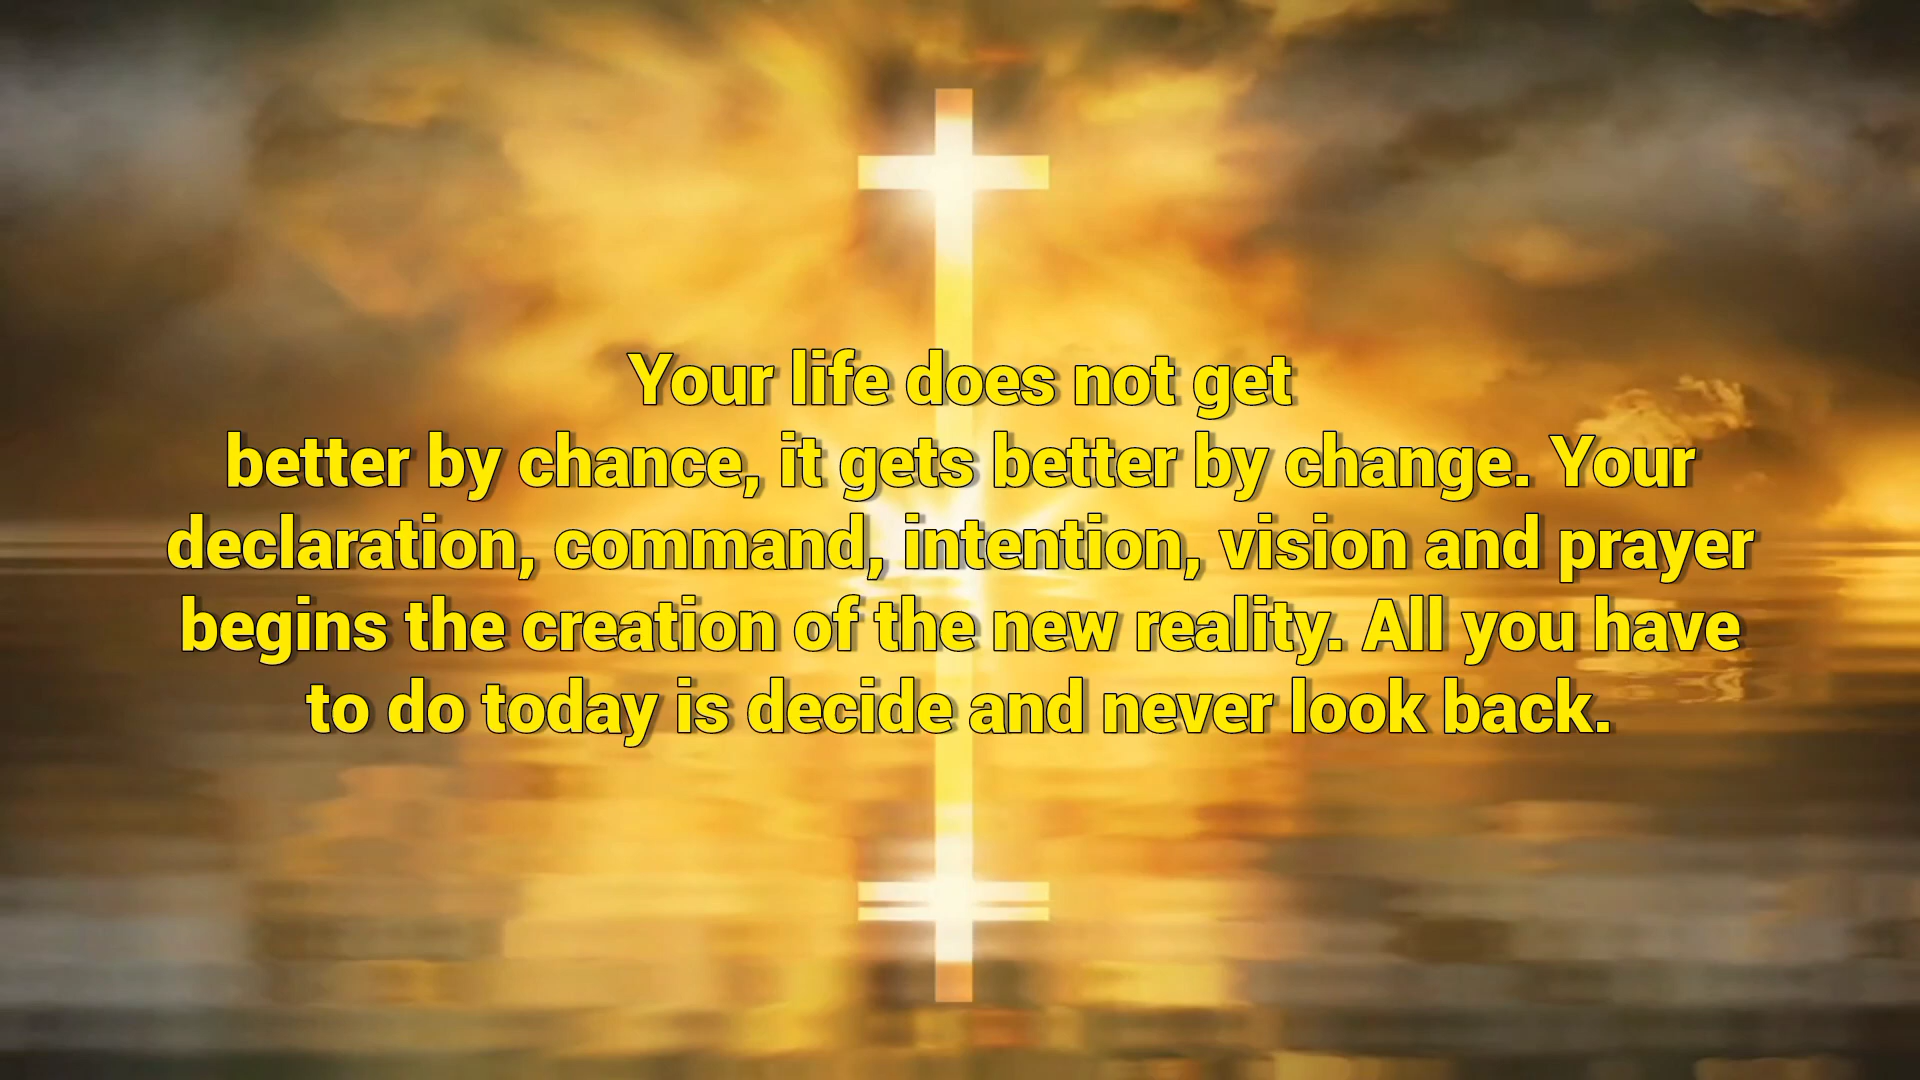 Your life does not get
better by chance, it gets better by change. Your
declaration, command, intention, vision and prayer
begins the creation of the new reality. All you have
to do today is decide and never look back.